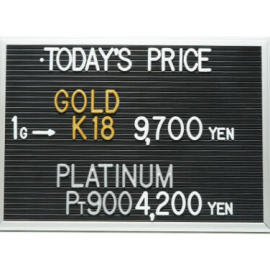 ·TODAY'S PRICE
GOLD
1G→ K18 9,700 YEN
PLATINUM
PT900 4,200 YEN